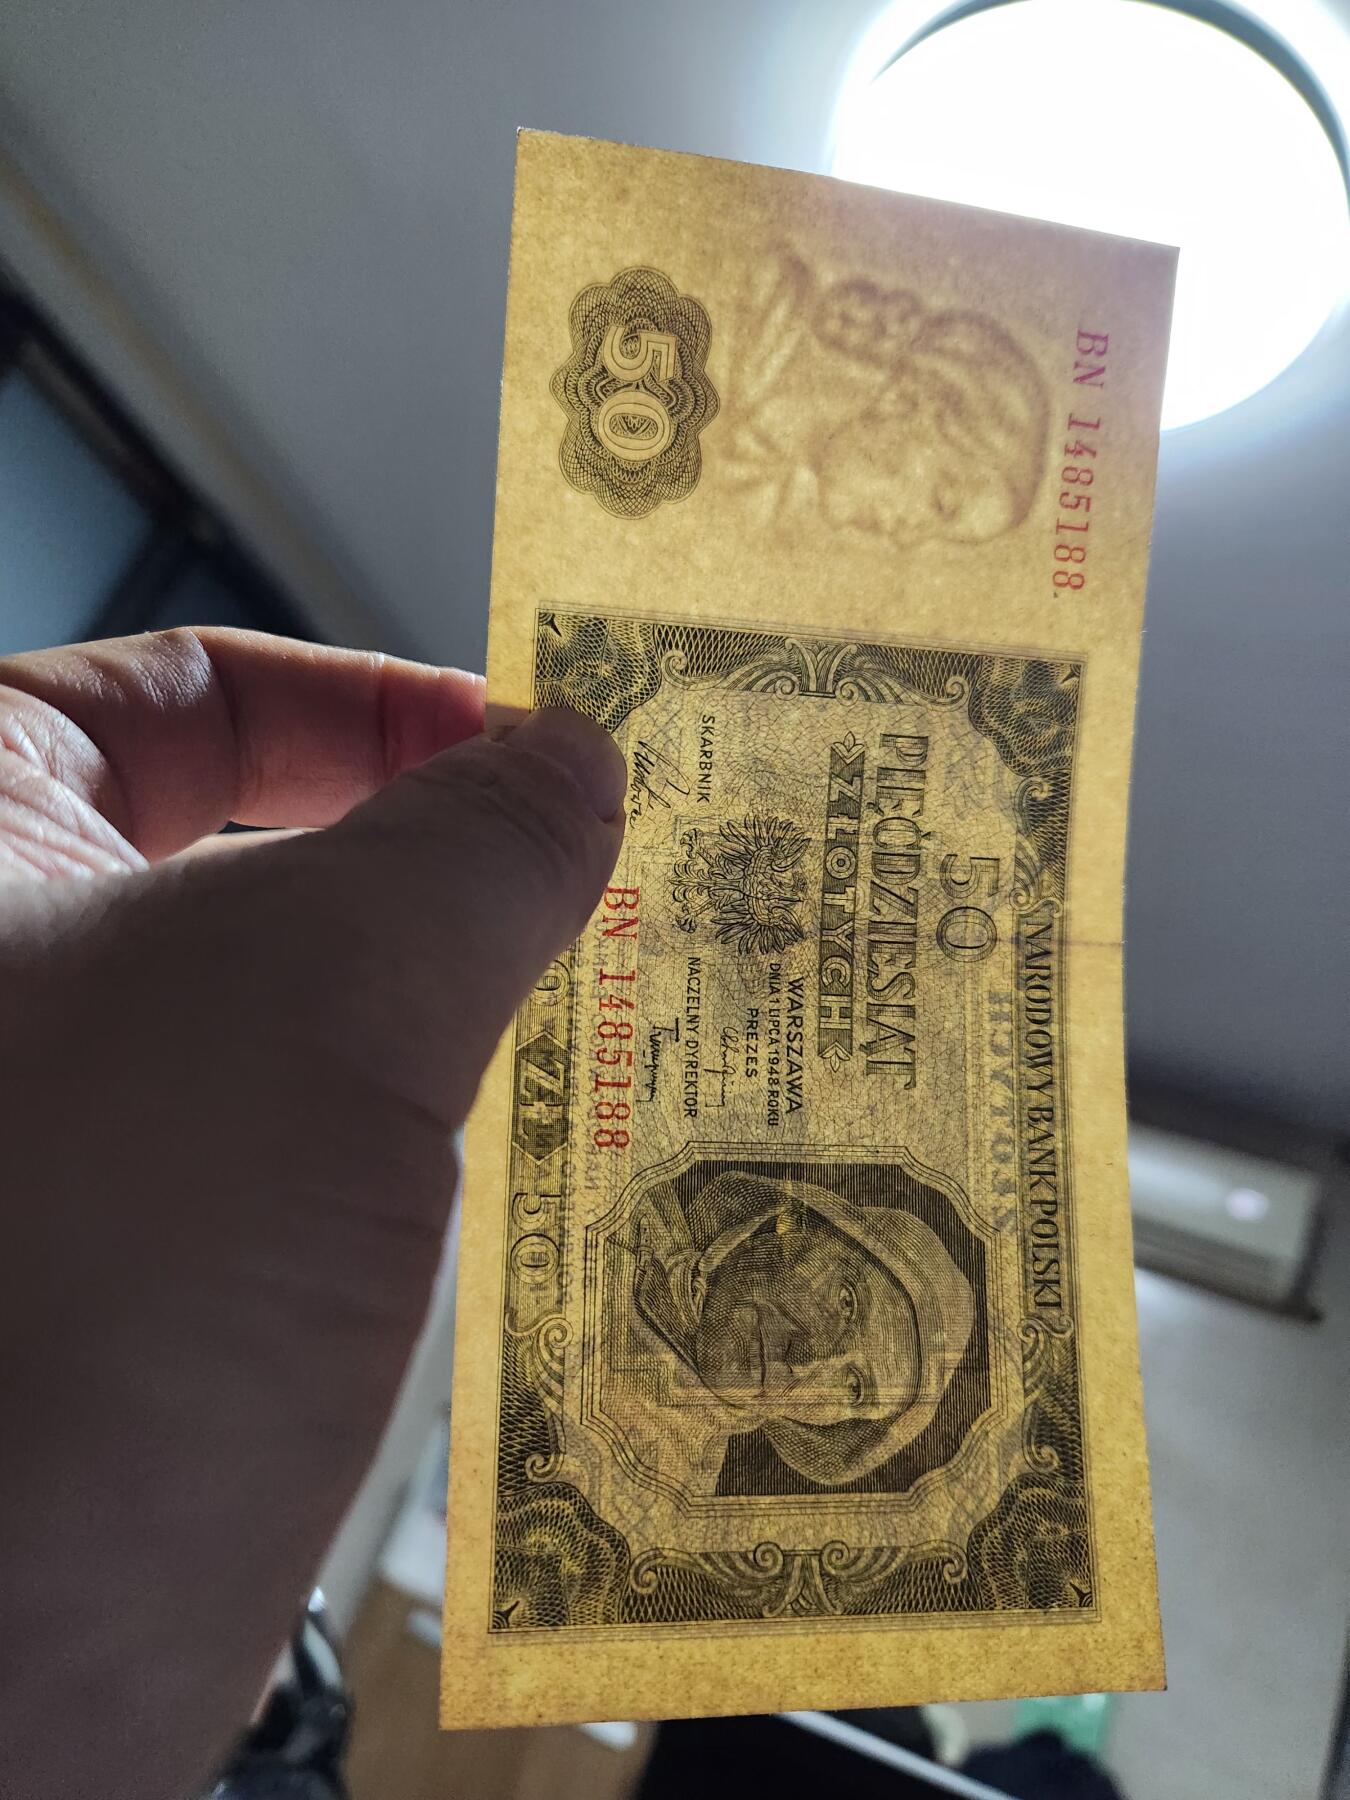 BN 1485188
50
NARODOWY BANK POLSKI
50
PIĘĆDZIESIĄT
ZŁOTYCH
WARSZAWA
DNIA 1 LIPCA 1948 ROKU
PREZES
SKARBNIK
NACZELNY DYREKTOR
BN 1485188
ZŁ 50